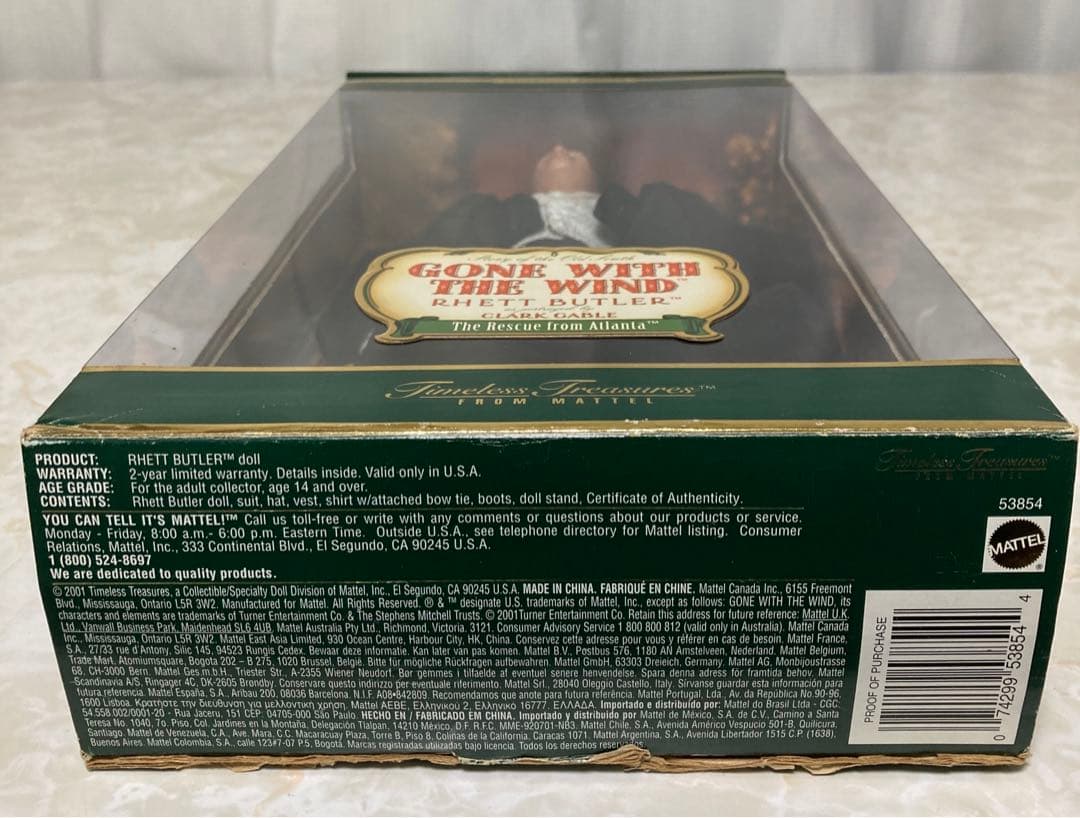 Story of the Old South
GONE WITH
THE WIND™
RHETT BUTLER™
as portrayed by
CLARK GABLE
The Rescue from Atlanta™
Timeless Treasures™
FROM MATTEL
PRODUCT: RHETT BUTLER™ doll
WARRANTY: 2-year limited warranty. Details inside. Valid only in U.S.A.
AGE GRADE: For the adult collector, age 14 and over.
CONTENTS: Rhett Butler doll, suit, hat, vest, shirt w/attached bow tie, boots, doll stand, Certificate of Authenticity.
YOU CAN TELL IT'S MATTEL!™ Call us toll-free or write with any comments or questions about our products or service.
Monday - Friday, 8:00 a.m.- 6:00 p.m. Eastern Time. Outside U.S.A., see telephone directory for Mattel listing. Consumer
Relations, Mattel, Inc., 333 Continental Blvd., El Segundo, CA 90245 U.S.A.
1 (800) 524-8697
We are dedicated to quality products.
© 2001 Timeless Treasures, a Collectible/Specialty Doll Division of Mattel, Inc., El Segundo, CA 90245 U.S.A. MADE IN CHINA. FABRIQUÉ EN CHINE. Mattel Canada Inc., 6155 Freemont
Blvd., Mississauga, Ontario L5R 3W2. Manufactured for Mattel. All Rights Reserved. ® & ™ designate U.S. trademarks of Mattel, Inc., except as follows: GONE WITH THE WIND, its
characters and elements are trademarks of Turner Entertainment Co. & The Stephens Mitchell Trusts. © 2001Turner Entertainment Co. Retain this address for future reference: Mattel U.K.
Ltd., Vanwall Business Park, Maidenhead SL6 4UB. Mattel Australia Pty Ltd., Richmond, Victoria, 3121. Consumer Advisory Service 1 800 800 812 (valid only in Australia). Mattel Canada
Inc., Mississauga, Ontario L5R 3W2. Mattel East Asia Limited, 930 Ocean Centre, Harbour City, HK, China. Conservez cette adresse pour vous y référer en cas de besoin. Mattel France,
S.A., 27/33 rue d'Antony, Silic 145, 94523 Rungis Cedex. Bewaar deze informatie. Kan later van pas komen. Mattel B.V., Postbus 576, 1180 AN Amstelveen, Nederland. Mattel Belgium,
Trade Mart, Atomiumsquare, Bogota 202 – B 275, 1020 Brussel, België. Bitte für mögliche Rückfragen aufbewahren. Mattel GmbH, 63303 Dreieich, Germany. Mattel AG, Monbijoustrasse
68, CH-3000 Bern. Mattel Ges.m.b.H., Triester Str., A-2355 Wiener Neudorf. Bør gemmes i tilfælde af eventuel senere henvendelse. Spara denna adress för framtida behov. Mattel
Scandinavia A/S, Ringager 4C, DK-2605 Brøndby. Conservare questo indirizzo per eventuale riferimento. Mattel Srl., 28040 Oleggio Castello, Italy. Sírvanse guardar esta información para
futura referencia. Mattel España, S.A., Aribau 200, 08036 Barcelona. N.I.F. A08-842809. Recomendamos que anote para futura referência. Mattel Portugal, Lda., Av. da República No.90-96,
1600 Lisboa. Κρατήστε την διεύθυνση για μελλοντική χρήση. Mattel AEBE, Ελληνικού 2, Ελληνικο 16777, ΕΛΛΑΔΑ. Importado e distribuido por: Mattel do Brasil Ltda - CGC:
54.558.002/0001-20 - Rua Jaceru, 151 CEP: 04705-000 São Paulo. HECHO EN / FABRICADO EM CHINA. Importado y distribuido por Mattel de México, S.A. de C.V., Camino a Santa
Teresa No. 1040, 7o. Piso, Col. Jardines en la Montaña, Delegación Tlalpan, 14210 México, D.F. R.F.C. MME-920701-NB3. Mattel Chile, S.A., Avenida Américo Vespucio 501-B, Quilicura,
Santiago. Mattel de Venezuela, C.A., Ave. Mara, C.C. Macaracuay Plaza, Torre B, Piso 8, Colinas de la California, Caracas 1071. Mattel Argentina, S.A., Avenida Libertador 1515 C.P. (1638),
Buenos Aires. Mattel Colombia, S.A., calle 123#7-07 P.5, Bogotá. Marcas registradas utilizadas bajo licencia. Todos los derechos
Timeless Treasures™
FROM MATTEL
53854
MATTEL®
PROOF OF PURCHASE
0 74299 53854 4